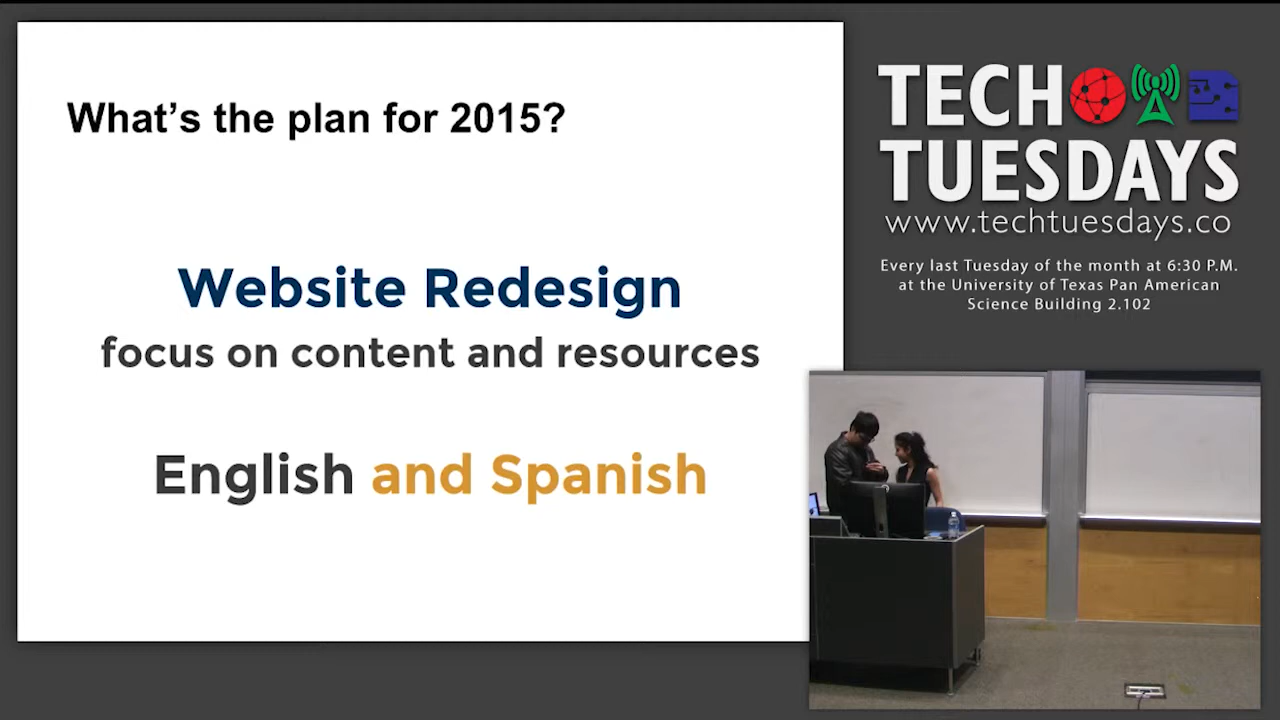 What's the plan for 2015?
Website Redesign
focus on content and resources
English and Spanish
TECH
TUESDAYS
www.techtuesdays.co
Every last Tuesday of the month at 6:30 P.M.
at the University of Texas Pan American
Science Building 2.102